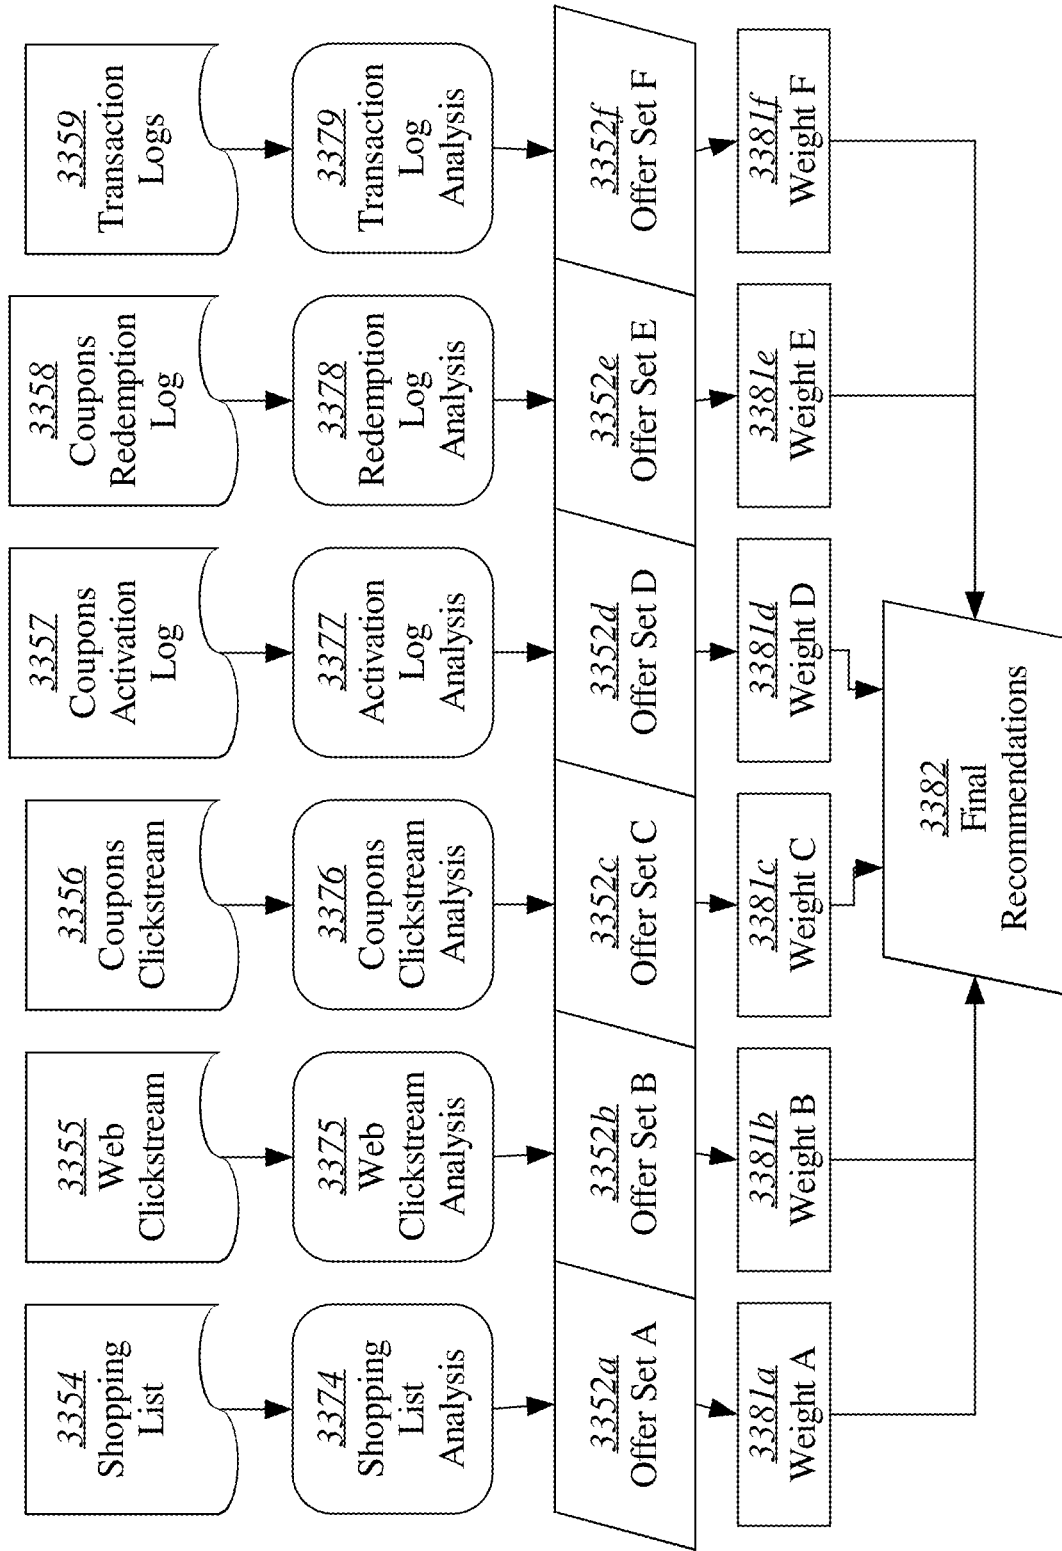 3354
Shopping
List
3355
Web
Clickstream
3356
Coupons
Clickstream
3357
Coupons
Activation
Log
3358
Coupons
Redemption
Log
3359
Transaction
Logs
3374
Shopping
List
Analysis
3375
Web
Clickstream
Analysis
3376
Coupons
Clickstream
Analysis
3377
Activation
Log
Analysis
3378
Redemption
Log
Analysis
3379
Transaction
Log
Analysis
3352a
Offer Set A
3352b
Offer Set B
3352c
Offer Set C
3352d
Offer Set D
3352e
Offer Set E
3352f
Offer Set F
3381a
Weight A
3381b
Weight B
3381c
Weight C
3381d
Weight D
3381e
Weight E
3381f
Weight F
3382
Final
Recommendations